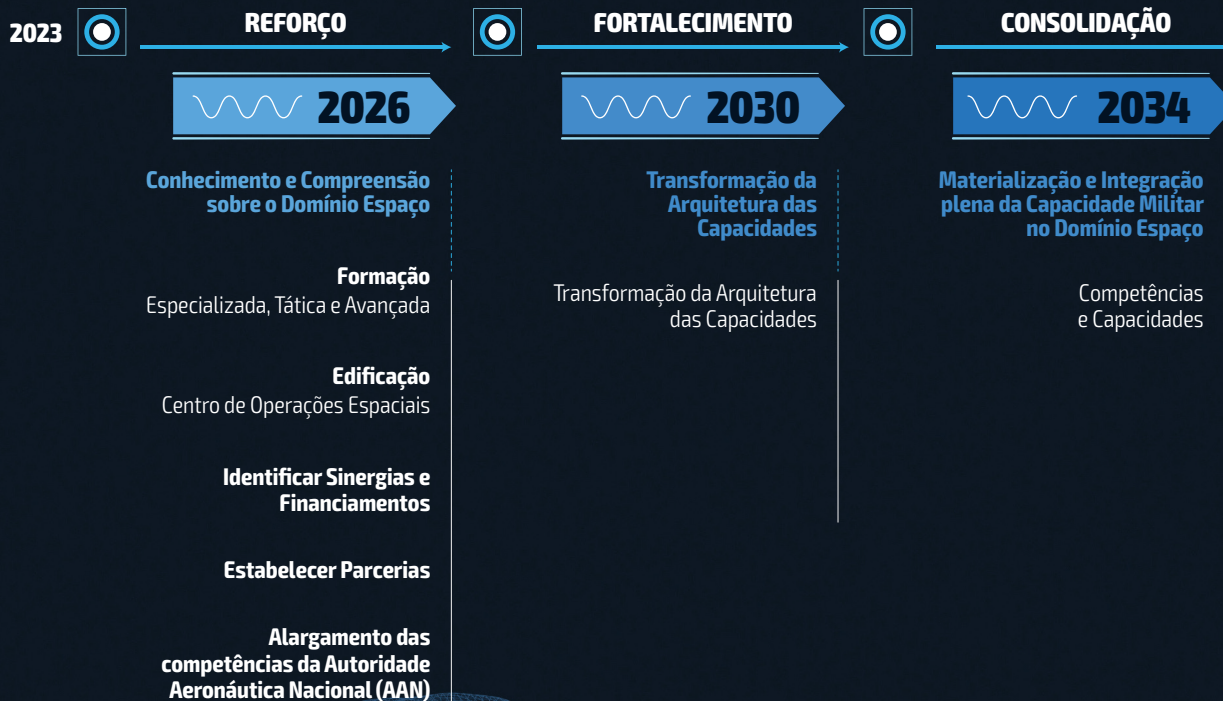 2023
REFORÇO
2026
Conhecimento e Compreensão
sobre o Domínio Espaço
Formação
Especializada, Tática e Avançada
Edificação
Centro de Operações Espaciais
Identificar Sinergias e
Financiamentos
Estabelecer Parcerias
Alargamento das
competências da Autoridade
Aeronáutica Nacional (AAN)
FORTALECIMENTO
2030
Transformação da
Arquitetura das
Capacidades
Transformação da Arquitetura
das Capacidades
CONSOLIDAÇÃO
2034
Materialização e Integração
plena da Capacidade Militar
no Domínio Espaço
Competências
e Capacidades